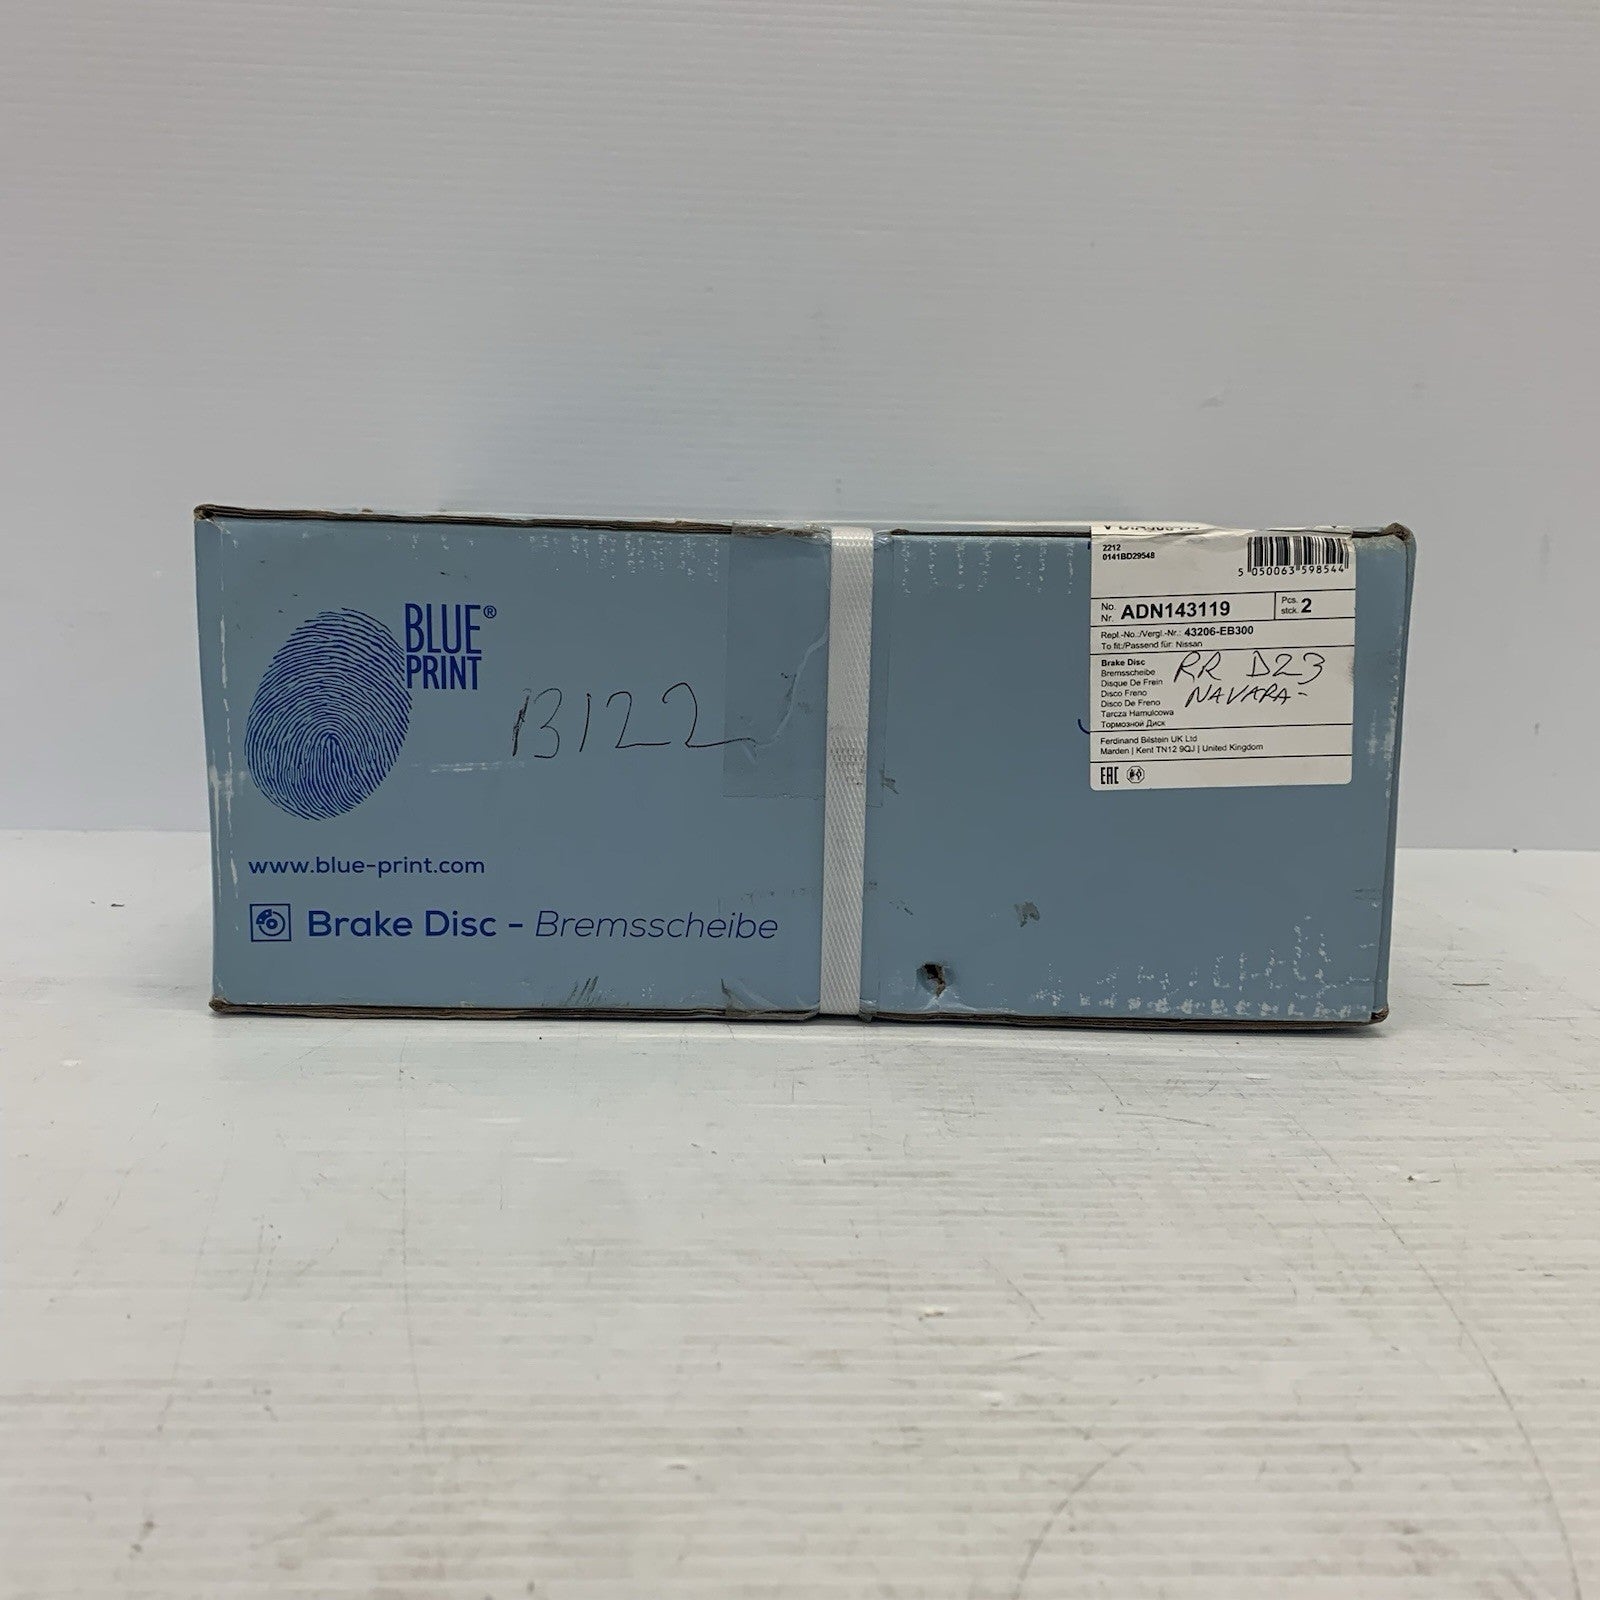 BLUE®
PRINT
B122
www.blue-print.com
Brake Disc - Bremsscheibe
2212
0141BD29548
5 050063 598544
No.
Nr. ADN143119
Pcs.
stck. 2
Repl.-No.:/Vergl.-Nr.: 43206-EB300
To fit:/Passend für: Nissan
Brake Disc
Bremsscheibe
Disque De Frein
Disco Freno
Disco De Freno
Tarcza Hamulcowa
Тормозной Диск
RR D23
NAVARA-
Ferdinand Bilstein UK Ltd
Marden | Kent TN12 9QJ | United Kingdom
EAC